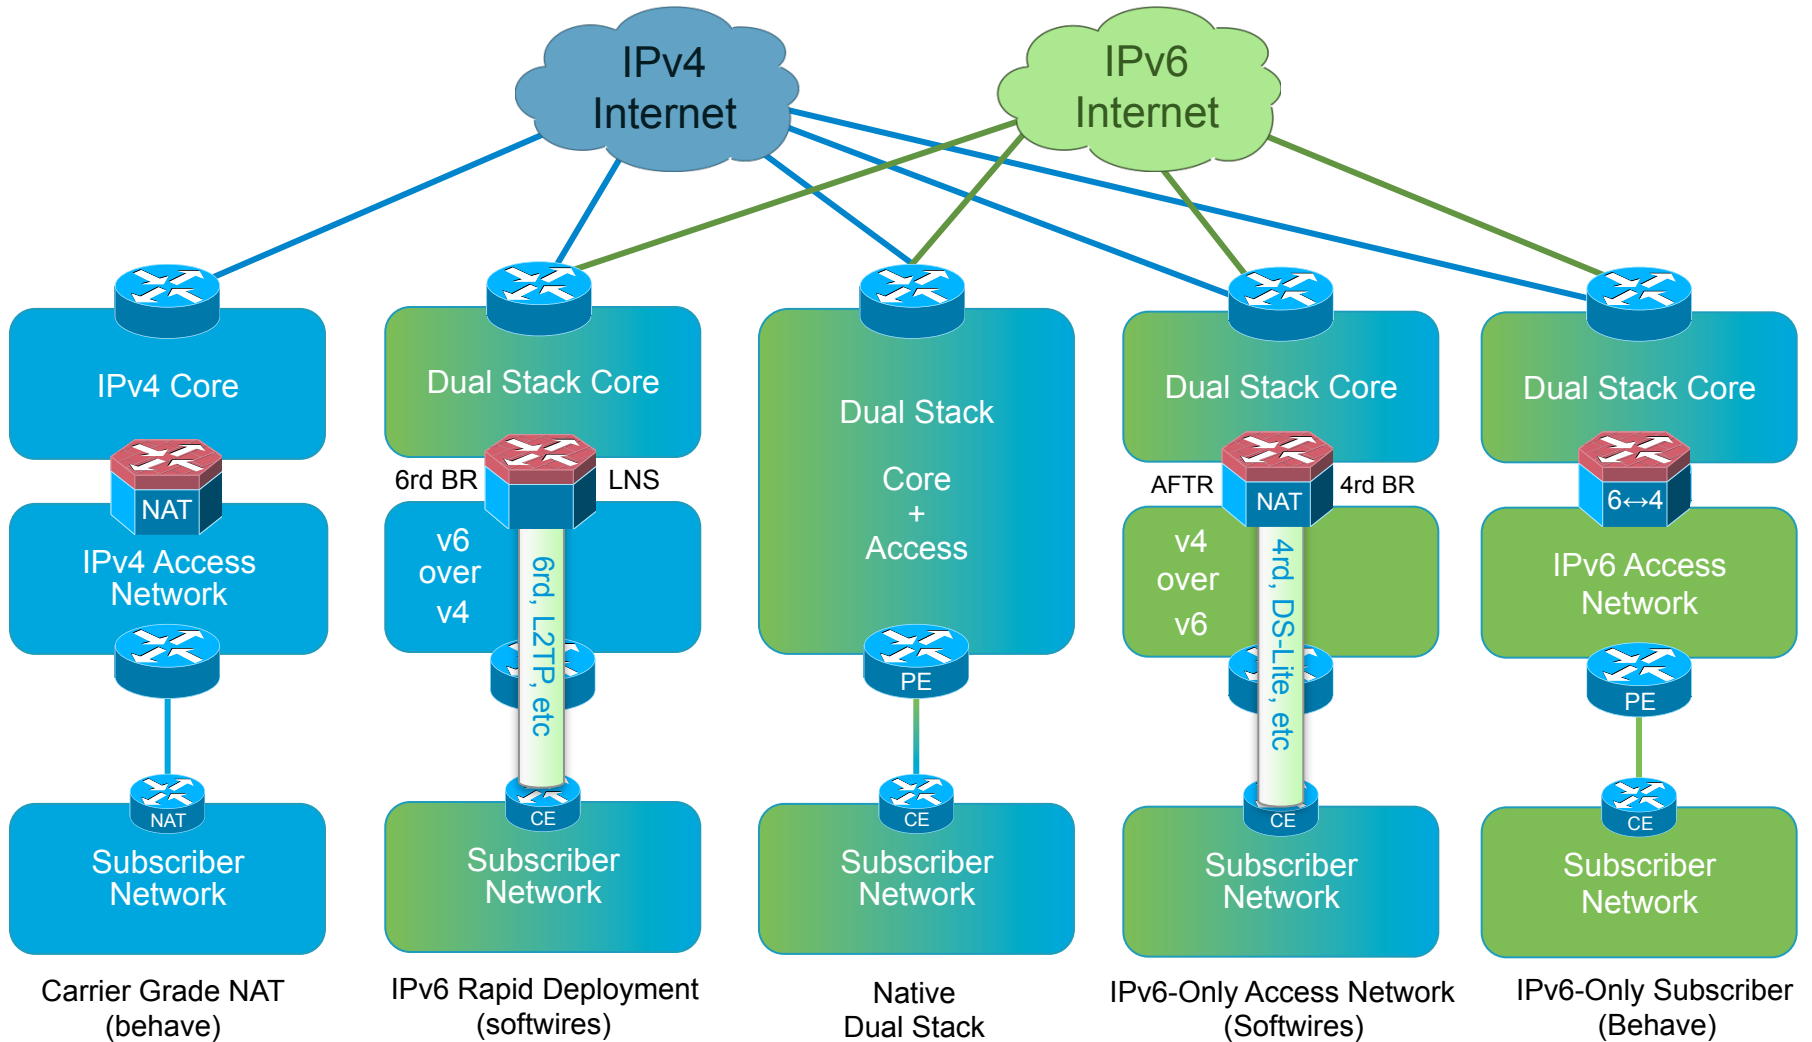 IPv4
Internet
IPv6
Internet
IPv4 Core
NAT
IPv4 Access
Network
NAT
Subscriber
Network
Carrier Grade NAT
(behave)
Dual Stack Core
6rd BR
LNS
v6
over
v4
6rd, L2TP, etc
CE
Subscriber
Network
IPv6 Rapid Deployment
(softwires)
Dual Stack
Core
+
Access
PE
CE
Subscriber
Network
Native
Dual Stack
Dual Stack Core
AFTR
NAT
4rd BR
v4
over
v6
4rd, DS-Lite, etc
CE
Subscriber
Network
IPv6-Only Access Network
(Softwires)
Dual Stack Core
6↔4
IPv6 Access
Network
PE
CE
Subscriber
Network
IPv6-Only Subscriber
(Behave)